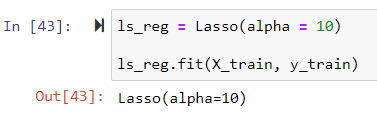 In [43]: ls_reg = Lasso(alpha = 10)
ls_reg.fit(X_train, y_train)
Out[43]: Lasso(alpha=10)